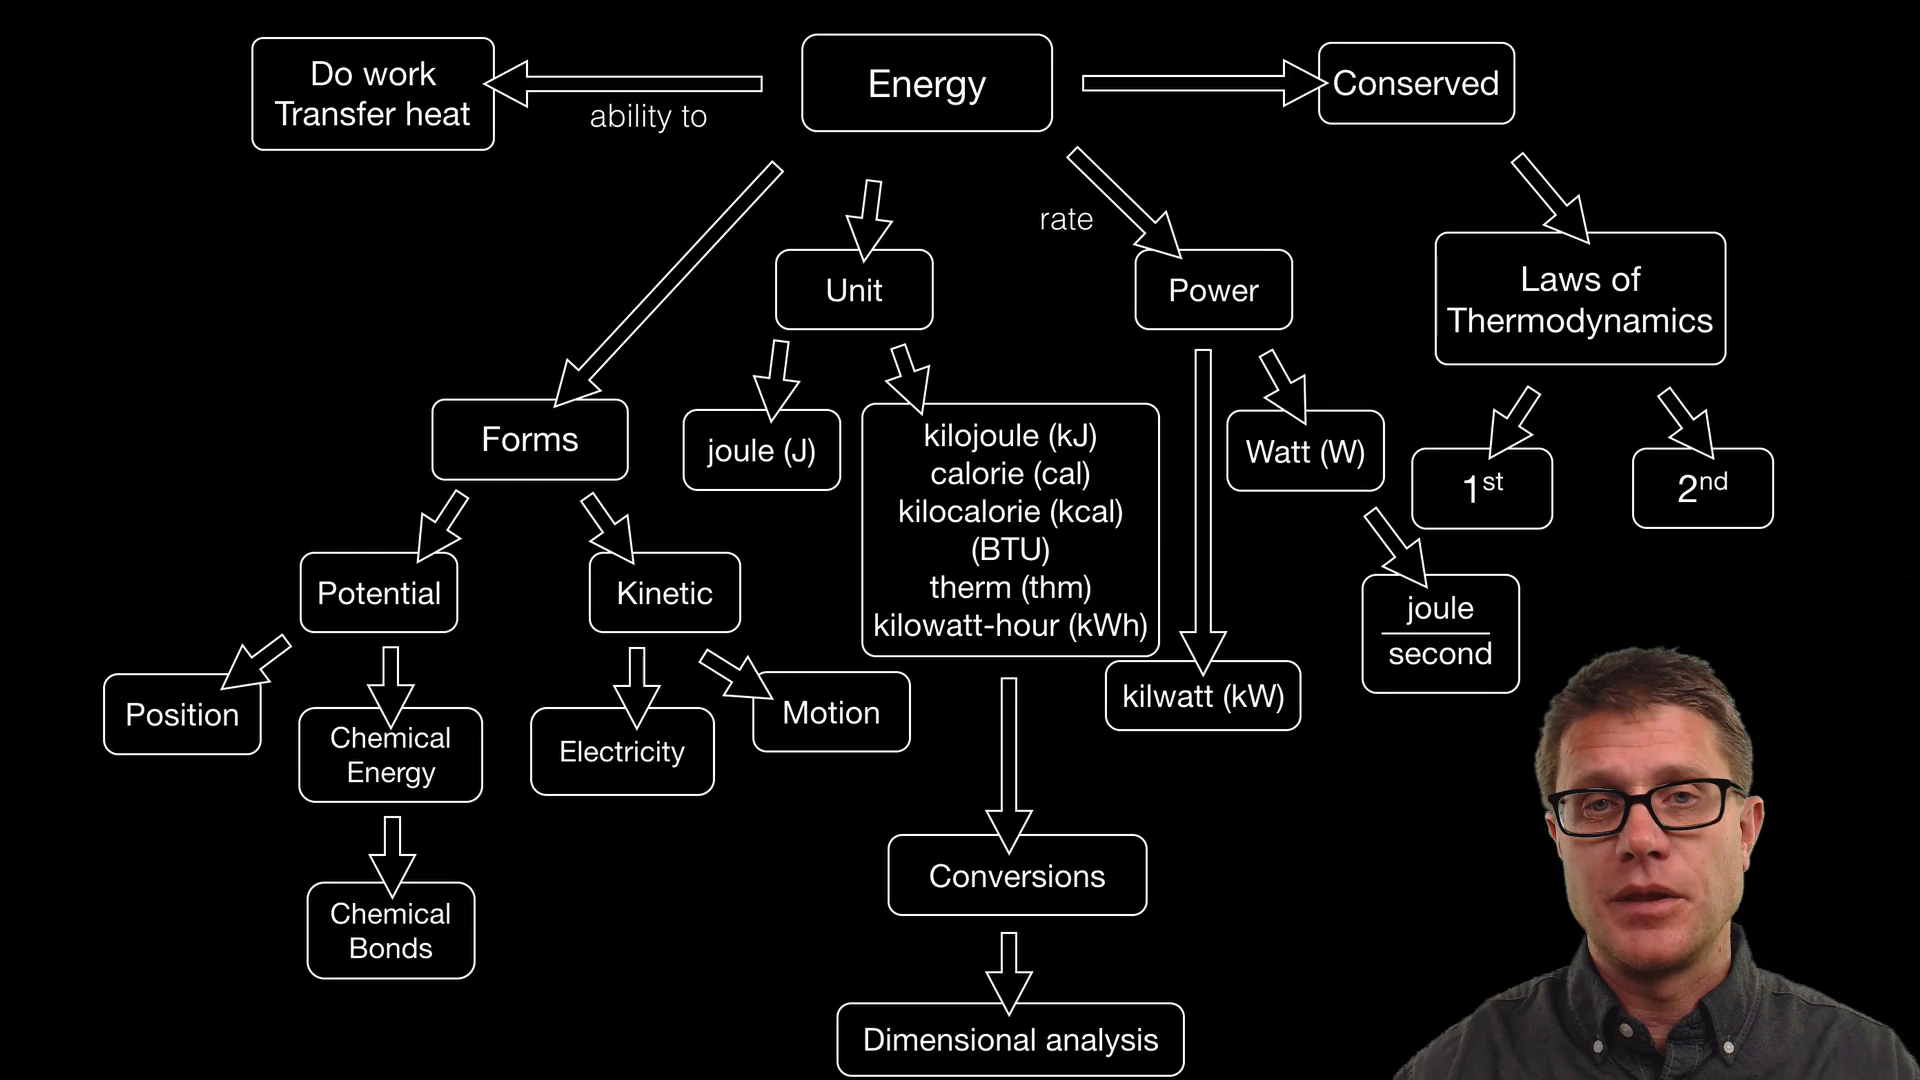 Do work
Transfer heat
ability to
Energy
Conserved
rate
Unit
Power
Laws of
Thermodynamics
Forms
joule (J)
kilojoule (kJ)
calorie (cal)
kilocalorie (kcal)
(BTU)
therm (thm)
kilowatt-hour (kWh)
Watt (W)
1st
2nd
Potential
Kinetic
joule
second
Position
Chemical
Energy
Electricity
Motion
kilwatt (kW)
Conversions
Chemical
Bonds
Dimensional analysis